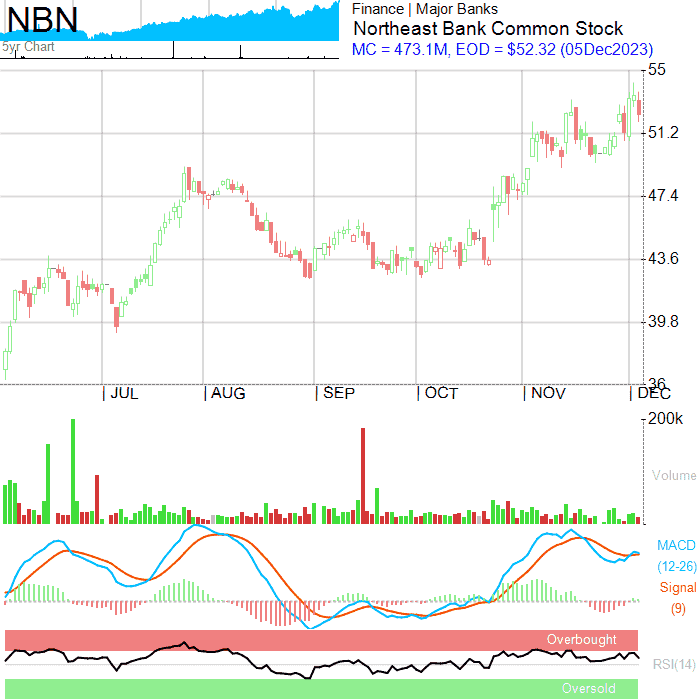 NBN
5yr Chart
Finance | Major Banks
Northeast Bank Common Stock
MC = 473.1M, EOD = $52.32 (05Dec2023)
55
51.2
47.4
43.6
39.8
36
| JUL | AUG | SEP | OCT | NOV | DEC
200k
Volume
MACD
(12-26)
Signal
(9)
Overbought
RSI(14)
Oversold